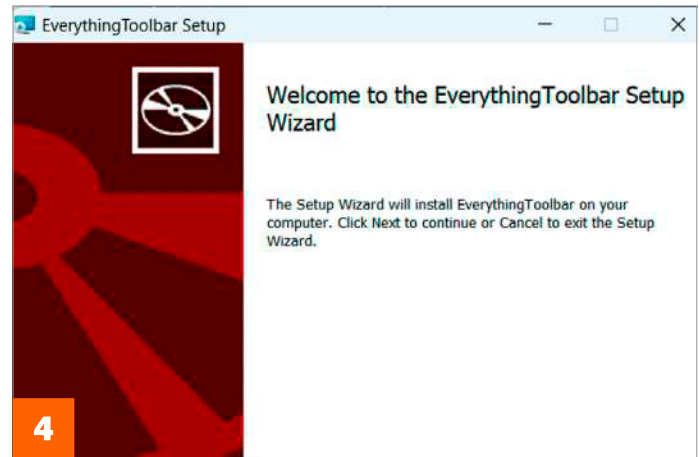 EverythingToolbar Setup
Welcome to the EverythingToolbar Setup
Wizard
The Setup Wizard will install EverythingToolbar on your
computer. Click Next to continue or Cancel to exit the Setup
Wizard.
4